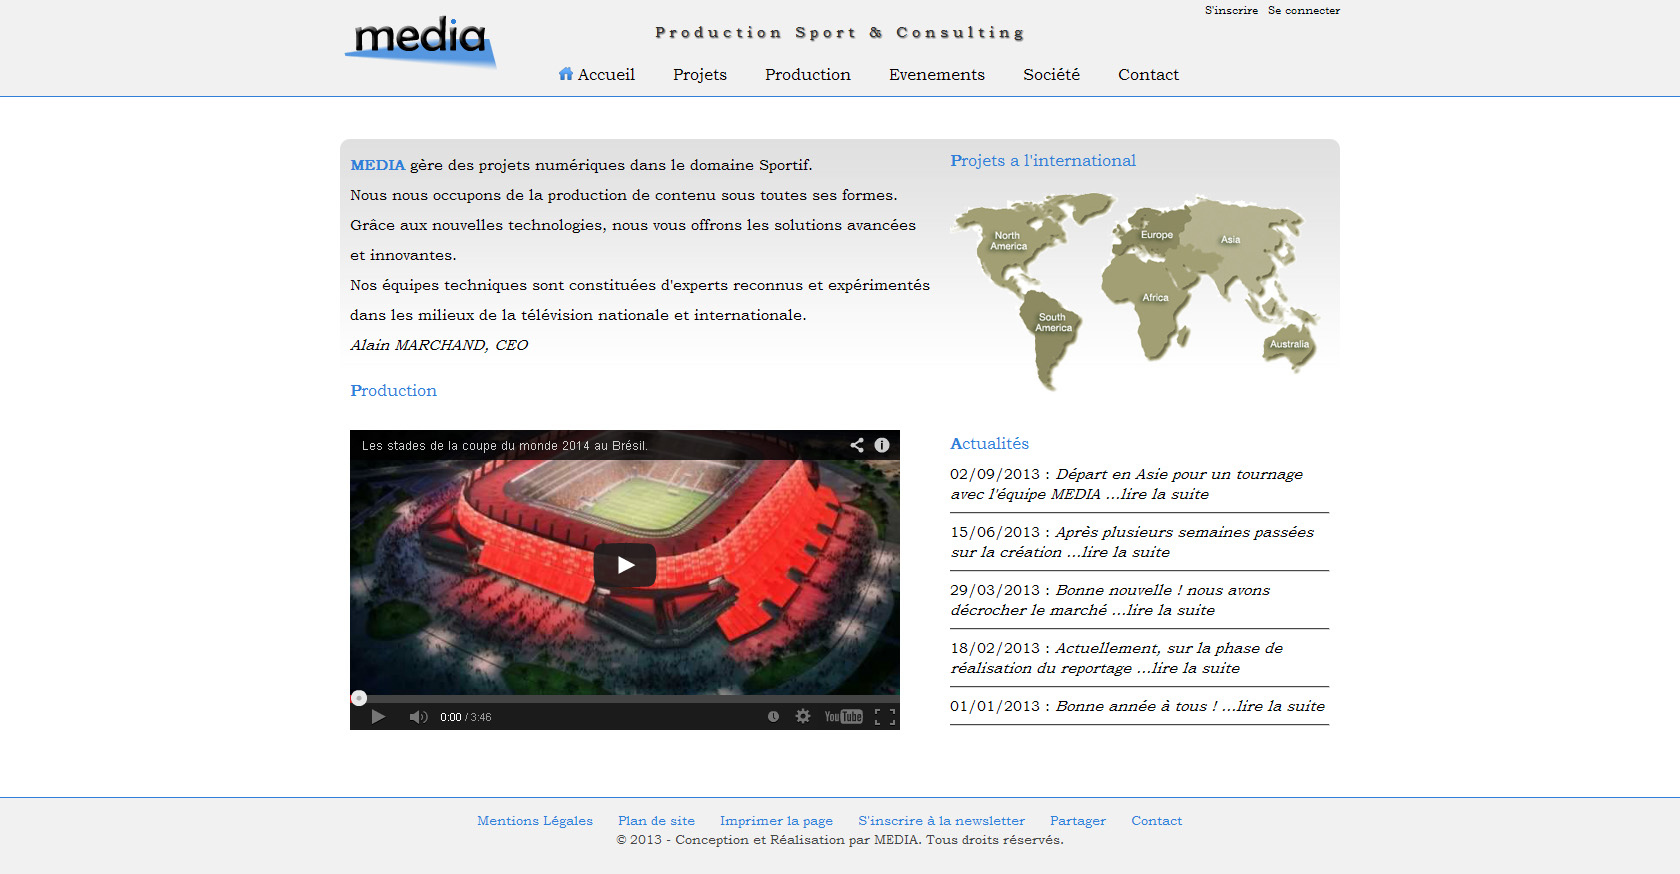 S'inscrire Se connecter
media
Production Sport & Consulting
Accueil Projets Production Evenements Société Contact
MEDIA gère des projets numériques dans le domaine Sportif.
Nous nous occupons de la production de contenu sous toutes ses formes.
Grâce aux nouvelles technologies, nous vous offrons les solutions avancées
et innovantes.
Nos équipes techniques sont constituées d'experts reconnus et expérimentés
dans les milieux de la télévision nationale et internationale.
Alain MARCHAND, CEO
Projets a l'international
North
America
Europe
Asia
Africa
South
America
Australia
Production
Les stades de la coupe du monde 2014 au Brésil.
0:00 / 3:46
YouTube
Actualités
02/09/2013 : Départ en Asie pour un tournage
avec l'équipe MEDIA ...lire la suite
15/06/2013 : Après plusieurs semaines passées
sur la création ...lire la suite
29/03/2013 : Bonne nouvelle ! nous avons
décrocher le marché ...lire la suite
18/02/2013 : Actuellement, sur la phase de
réalisation du reportage ...lire la suite
01/01/2013 : Bonne année à tous ! ...lire la suite
Mentions Légales Plan de site Imprimer la page S'inscrire à la newsletter Partager Contact
© 2013 - Conception et Réalisation par MEDIA. Tous droits réservés.